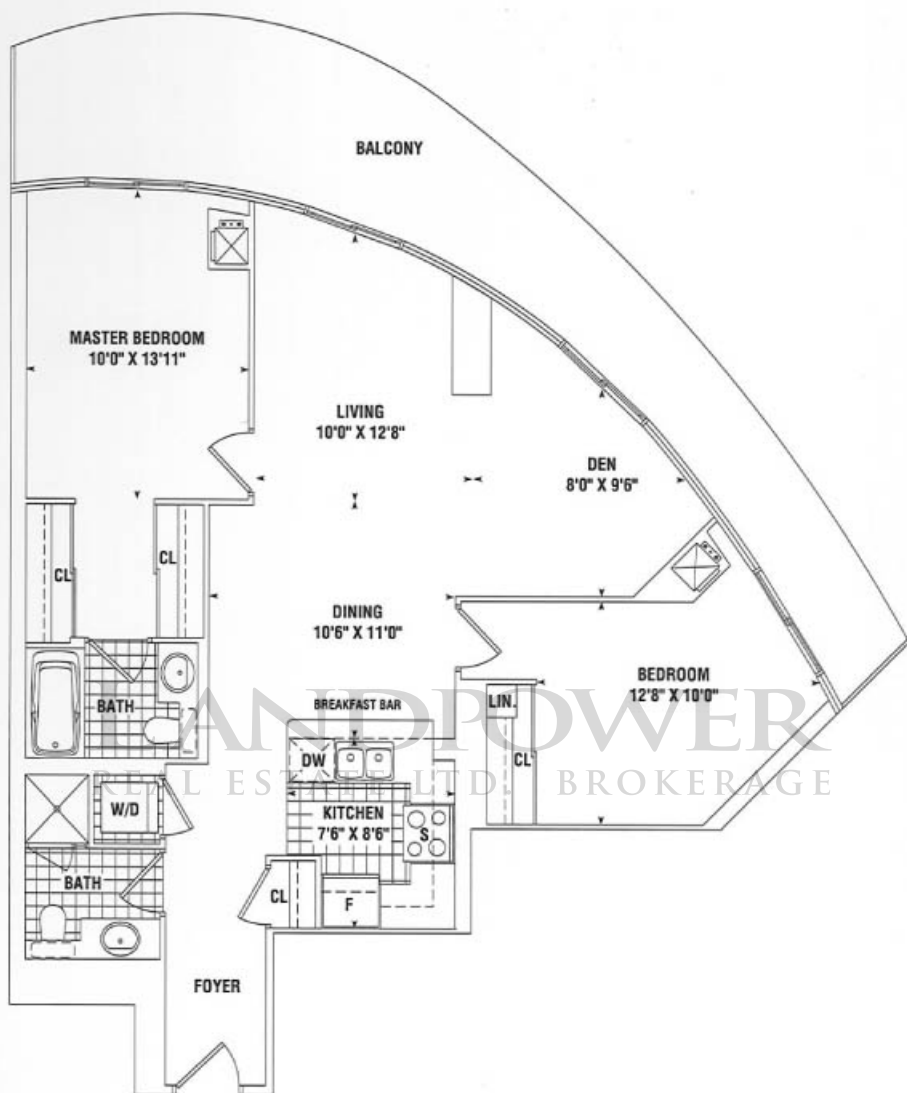 BALCONY
MASTER BEDROOM
10'0" X 13'11"
LIVING
10'0" X 12'8"
DEN
8'0" X 9'6"
CL
CL
DINING
10'6" X 11'0"
BEDROOM
12'8" X 10'0"
BATH
BREAKFAST BAR
LIN.
LANDPOWER
DW
CL
REAL ESTATE LTD. BROKERAGE
W/D
KITCHEN
7'6" X 8'6"
S
BATH
CL
F
FOYER